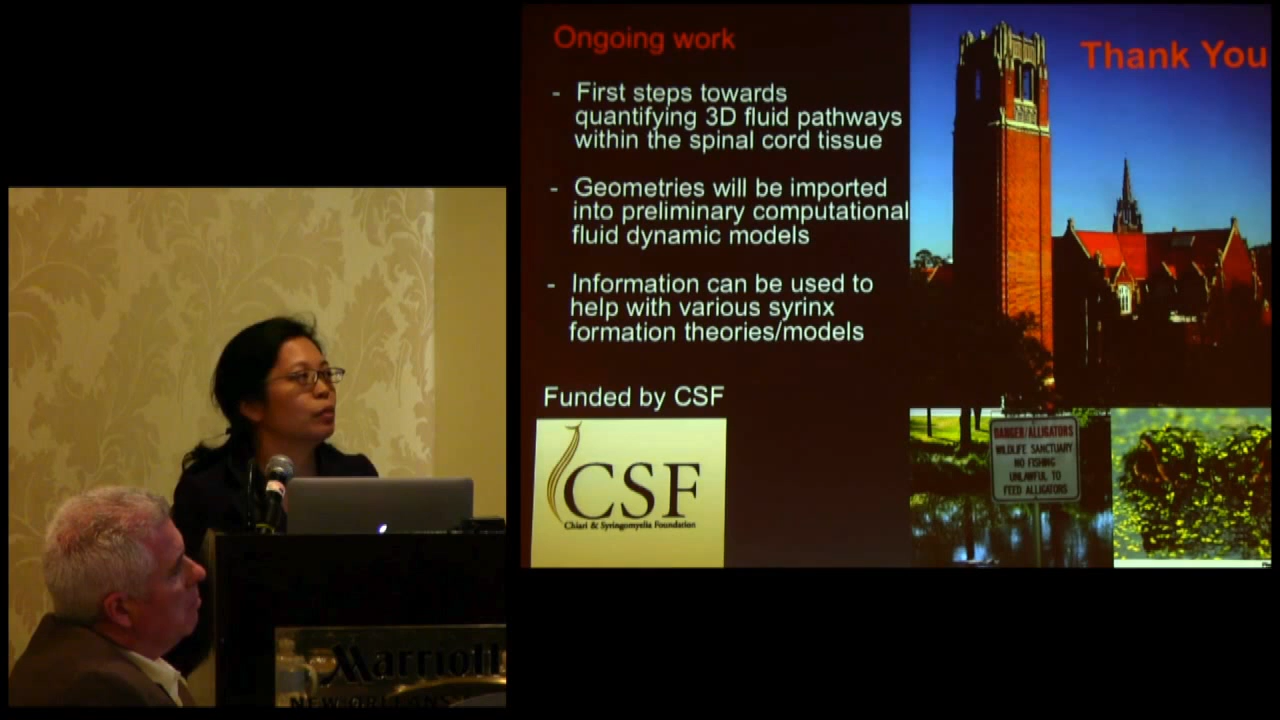 Ongoing work
- First steps towards
quantifying 3D fluid pathways
within the spinal cord tissue
- Geometries will be imported
into preliminary computational
fluid dynamic models
- Information can be used to
help with various syrinx
formation theories/models
Funded by CSF
CSF
Chiari & Syringomyelia Foundation
Thank You
DANGER/ALLIGATORS
WILDLIFE SANCTUARY
NO FISHING
UNLAWFUL TO
FEED ALLIGATORS
Marriott
NEW ORLEANS